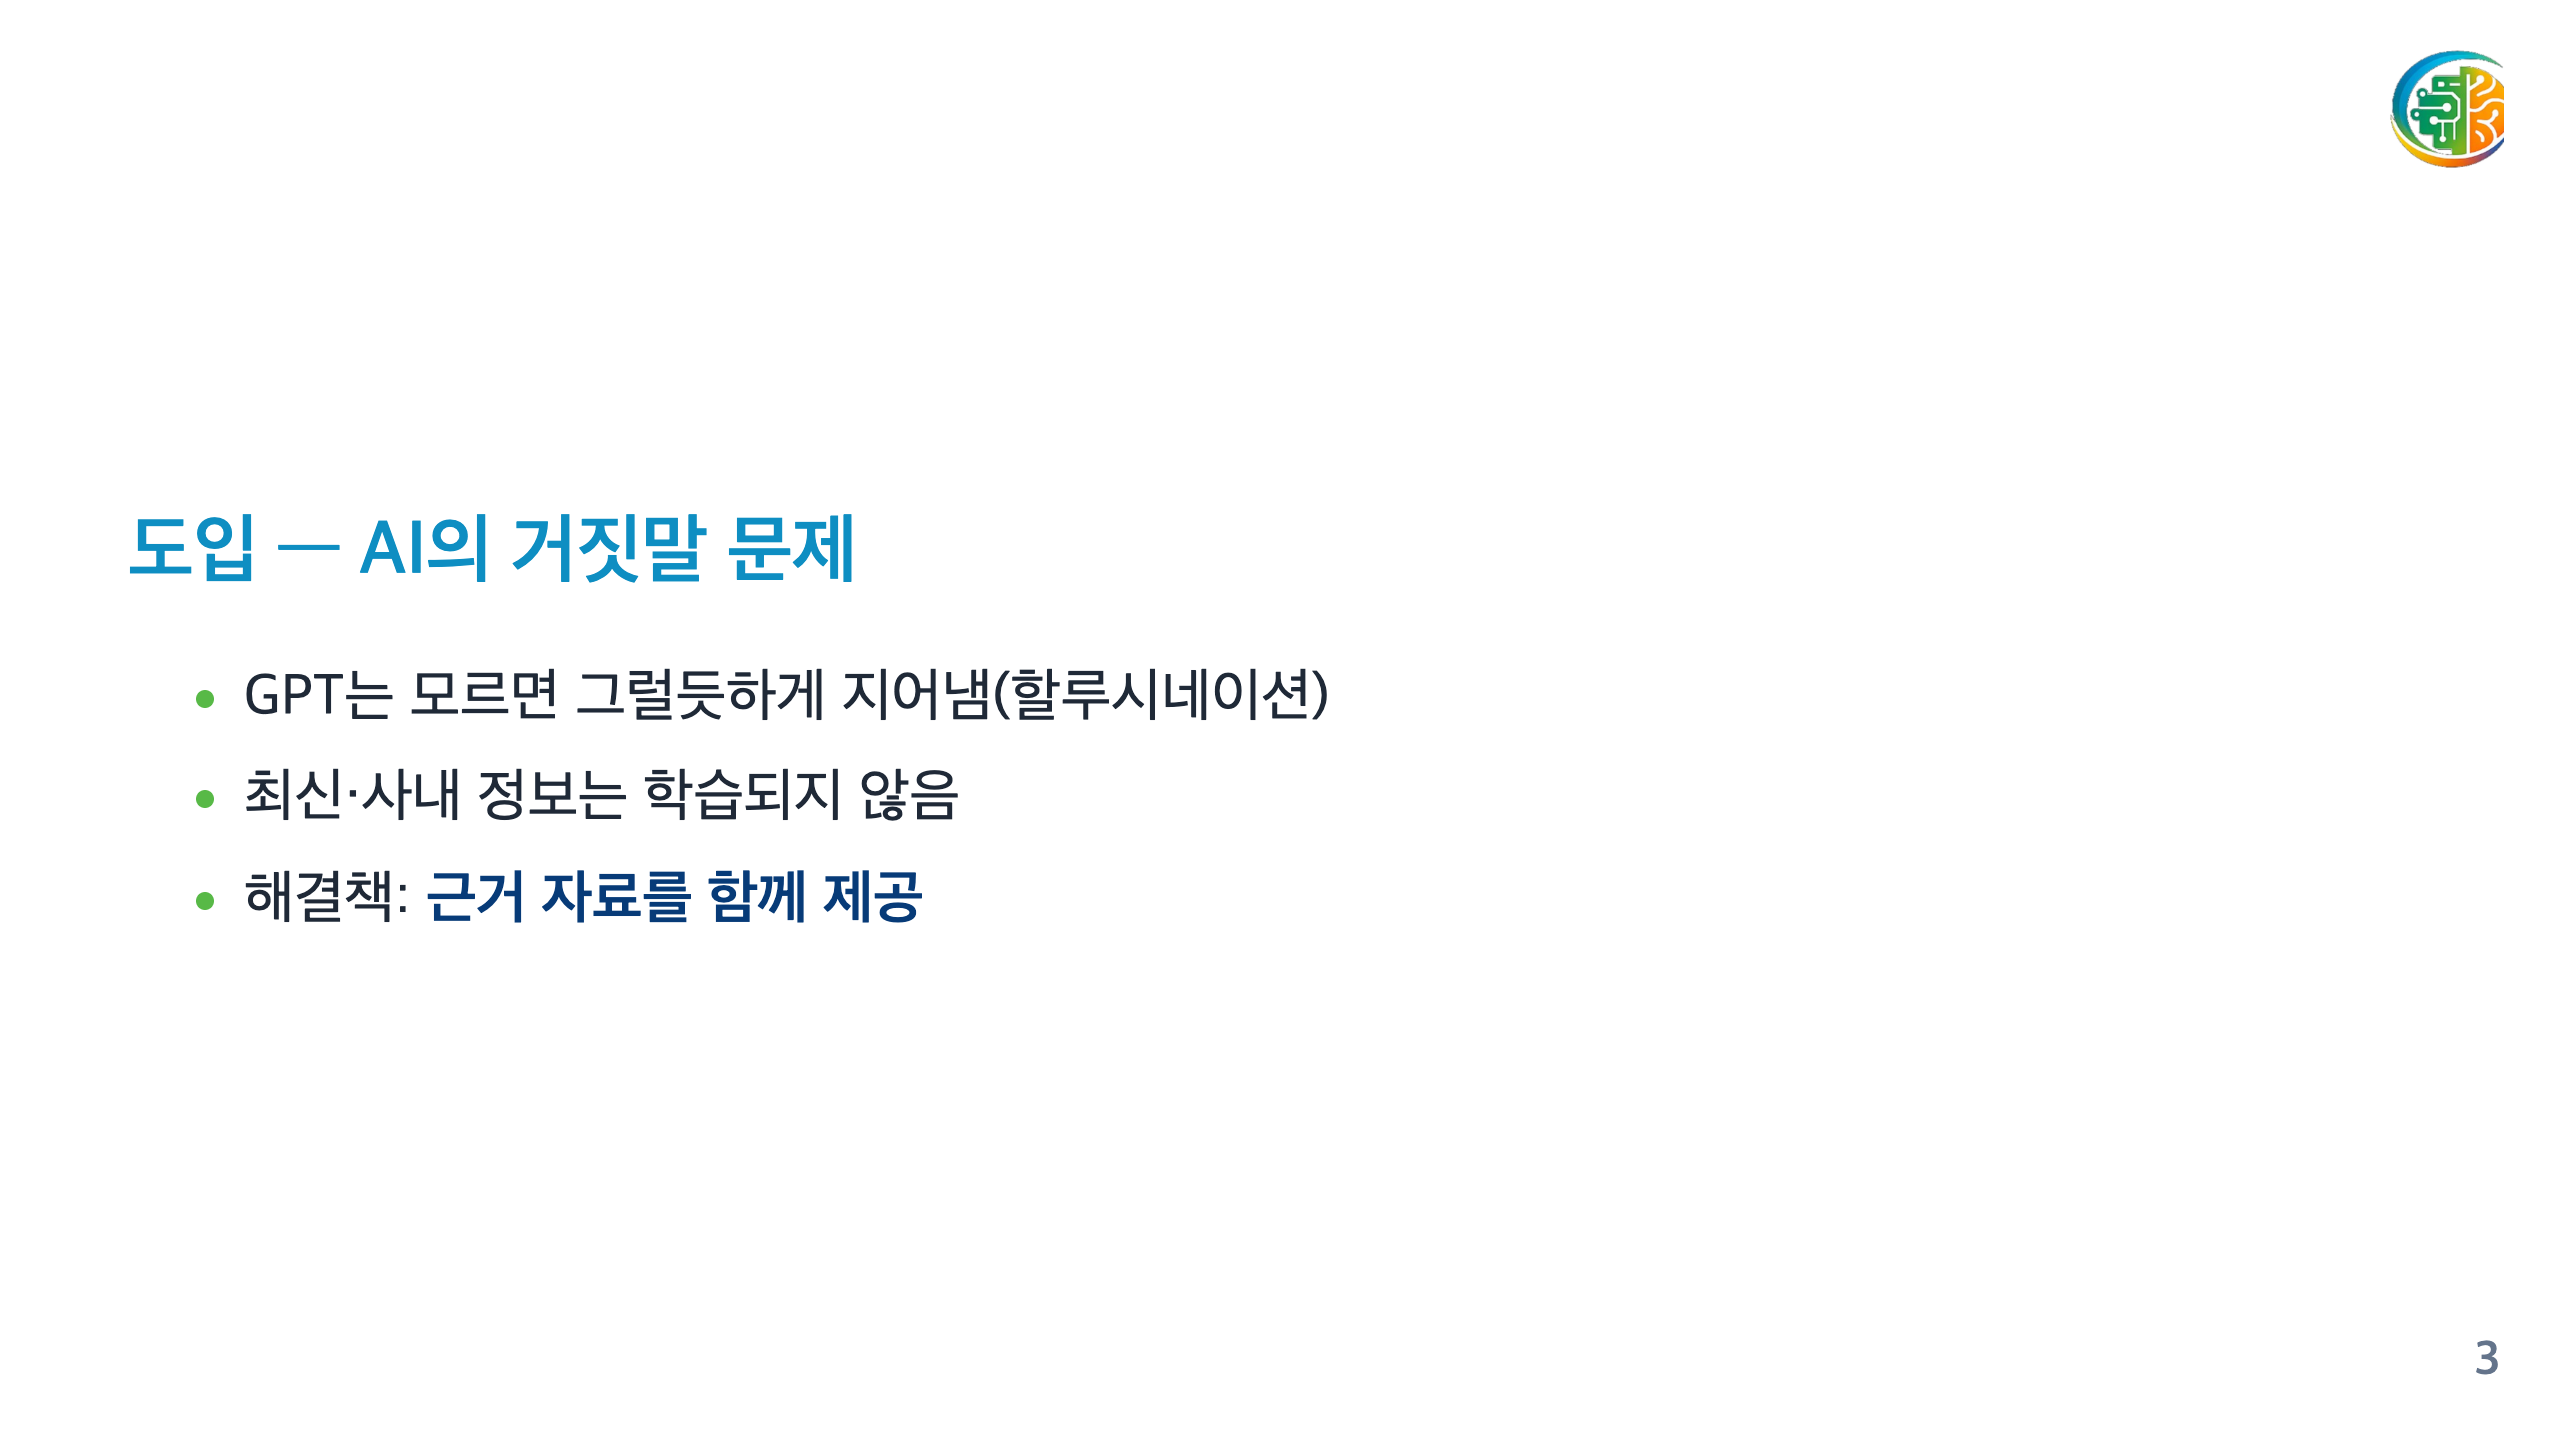 도입 — AI의 거짓말 문제
• GPT는 모르면 그럴듯하게 지어냄(할루시네이션)
• 최신·사내 정보는 학습되지 않음
• 해결책: 근거 자료를 함께 제공
3